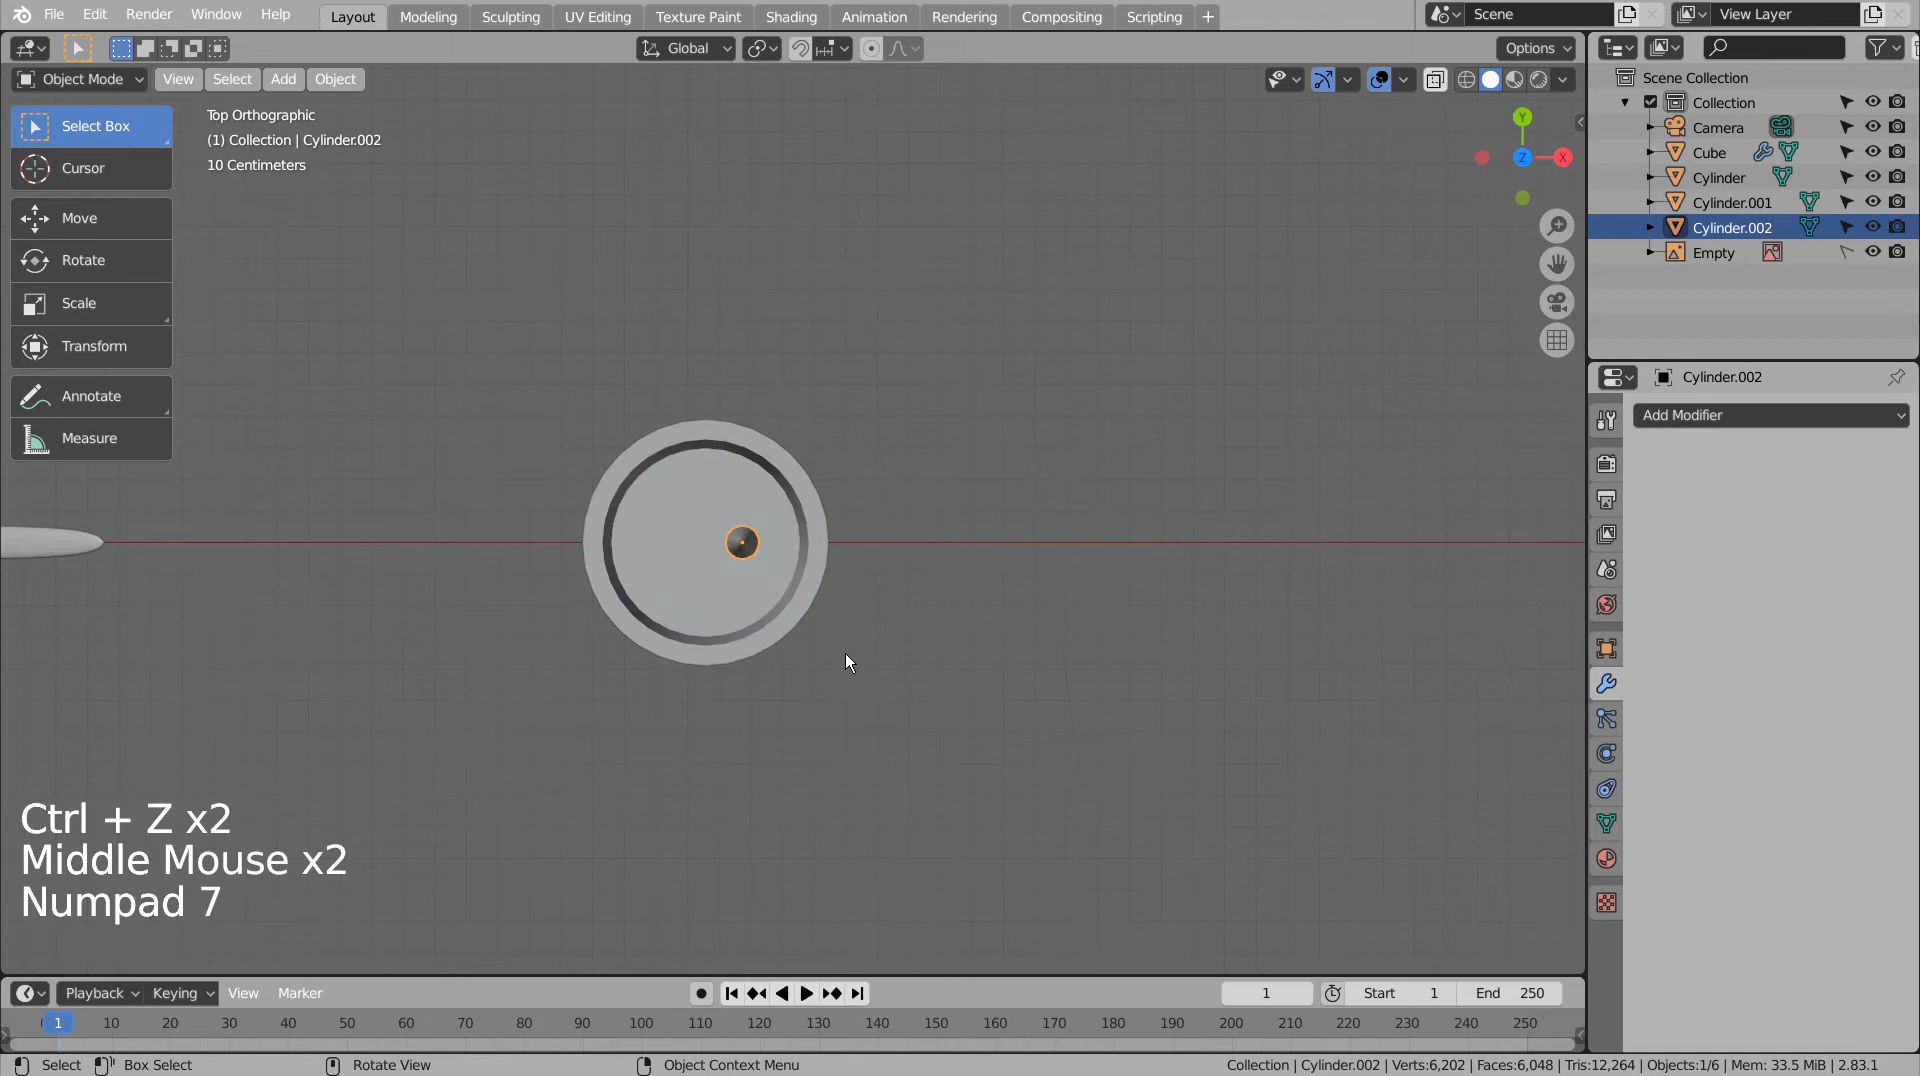 File Edit Render Window Help Layout Modeling Sculpting UV Editing Texture Paint Shading Animation Rendering Compositing Scripting + Scene View Layer
Global Options
Object Mode View Select Add Object
Select Box
Cursor
Move
Rotate
Scale
Transform
Annotate
Measure
Top Orthographic
(1) Collection | Cylinder.002
10 Centimeters
Y
Z
X
Scene Collection
Collection
Camera
Cube
Cylinder
Cylinder.001
Cylinder.002
Empty
Cylinder.002
Add Modifier
Ctrl + Z x2
Middle Mouse x2
Numpad 7
Playback Keying View Marker 1 Start 1 End 250
1 10 20 30 40 50 60 70 80 90 100 110 120 130 140 150 160 170 180 190 200 210 220 230 240 250
Select Box Select Rotate View Object Context Menu Collection | Cylinder.002 | Verts:6,202 | Faces:6,048 | Tris:12,264 | Objects:1/6 | Mem: 33.5 MiB | 2.83.1